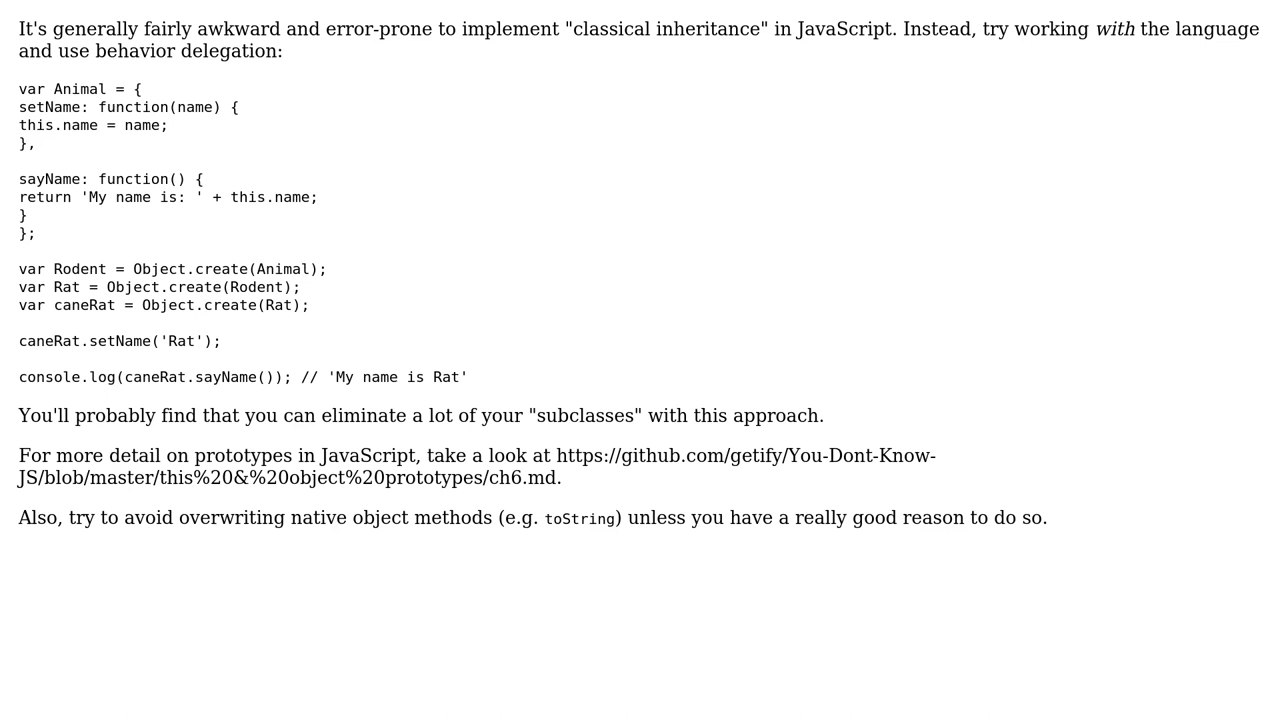 It's generally fairly awkward and error-prone to implement "classical inheritance" in JavaScript. Instead, try working with the language
and use behavior delegation:
var Animal = {
setName: function(name) {
this.name = name;
},
sayName: function() {
return 'My name is: ' + this.name;
}
};
var Rodent = Object.create(Animal);
var Rat = Object.create(Rodent);
var caneRat = Object.create(Rat);
caneRat.setName('Rat');
console.log(caneRat.sayName()); // 'My name is Rat'
You'll probably find that you can eliminate a lot of your "subclasses" with this approach.
For more detail on prototypes in JavaScript, take a look at https://github.com/getify/You-Dont-Know-
JS/blob/master/this%20&%20object%20prototypes/ch6.md.
Also, try to avoid overwriting native object methods (e.g. toString) unless you have a really good reason to do so.